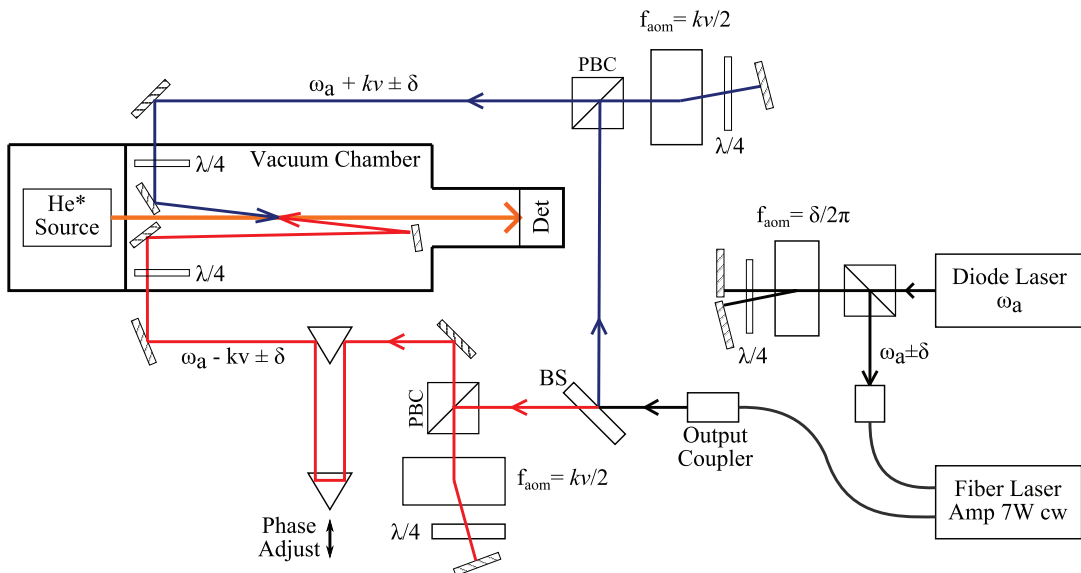 f_aom = kv/2
PBC
ω_a + kv ± δ
λ/4
λ/4
Vacuum Chamber
He*
Source
Det
λ/4
f_aom = δ/2π
Diode Laser
ω_a
λ/4
ω_a±δ
ω_a - kv ± δ
BS
PBC
Output
Coupler
f_aom = kv/2
Fiber Laser
Amp 7W cw
Phase
Adjust
λ/4